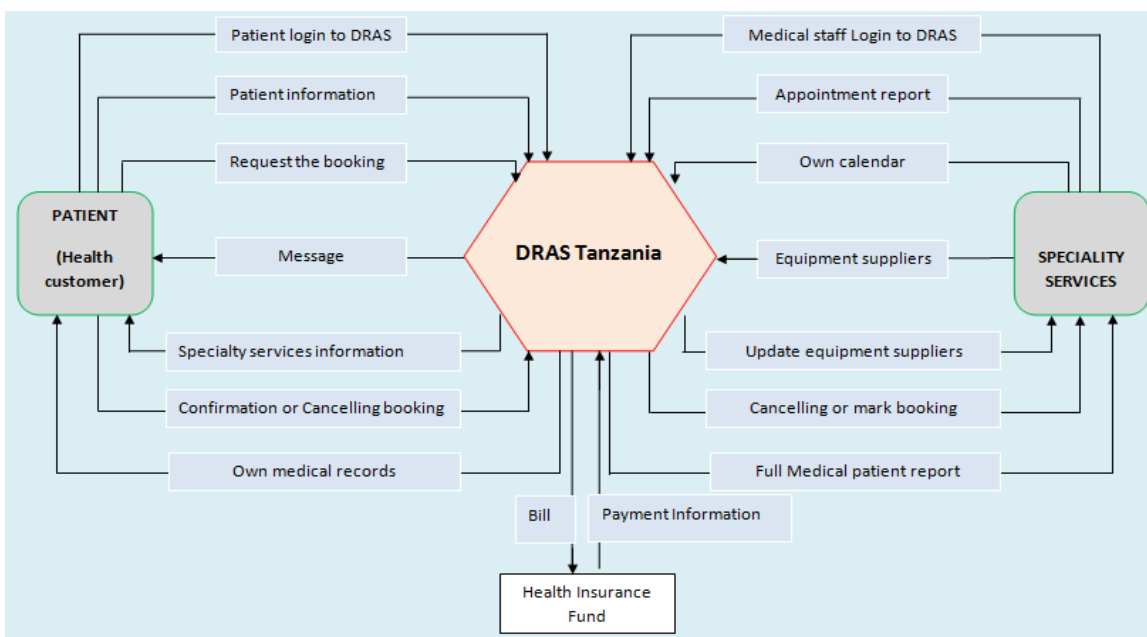 Patient login to DRAS
Medical staff Login to DRAS
Patient information
Appointment report
Request the booking
Own calendar
PATIENT
(Health
customer)
Message
DRAS Tanzania
Equipment suppliers
SPECIALITY
SERVICES
Specialty services information
Update equipment suppliers
Confirmation or Cancelling booking
Cancelling or mark booking
Own medical records
Full Medical patient report
Bill
Payment Information
Health Insurance
Fund